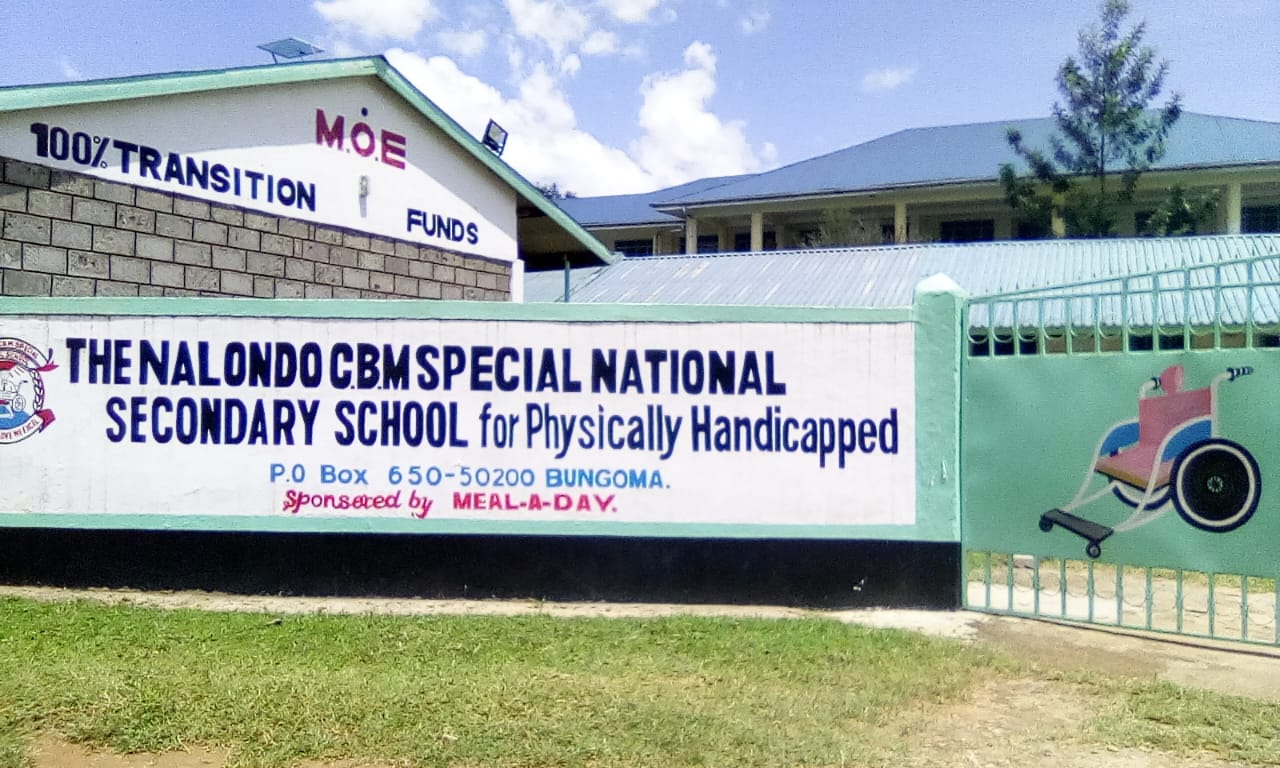 M.O.E
100% TRANSITION
FUNDS
THE NALONDO C.B.M SPECIAL NATIONAL
SECONDARY SCHOOL for Physically Handicapped
P.O Box 650-50200 BUNGOMA.
Sponsered by MEAL-A-DAY.